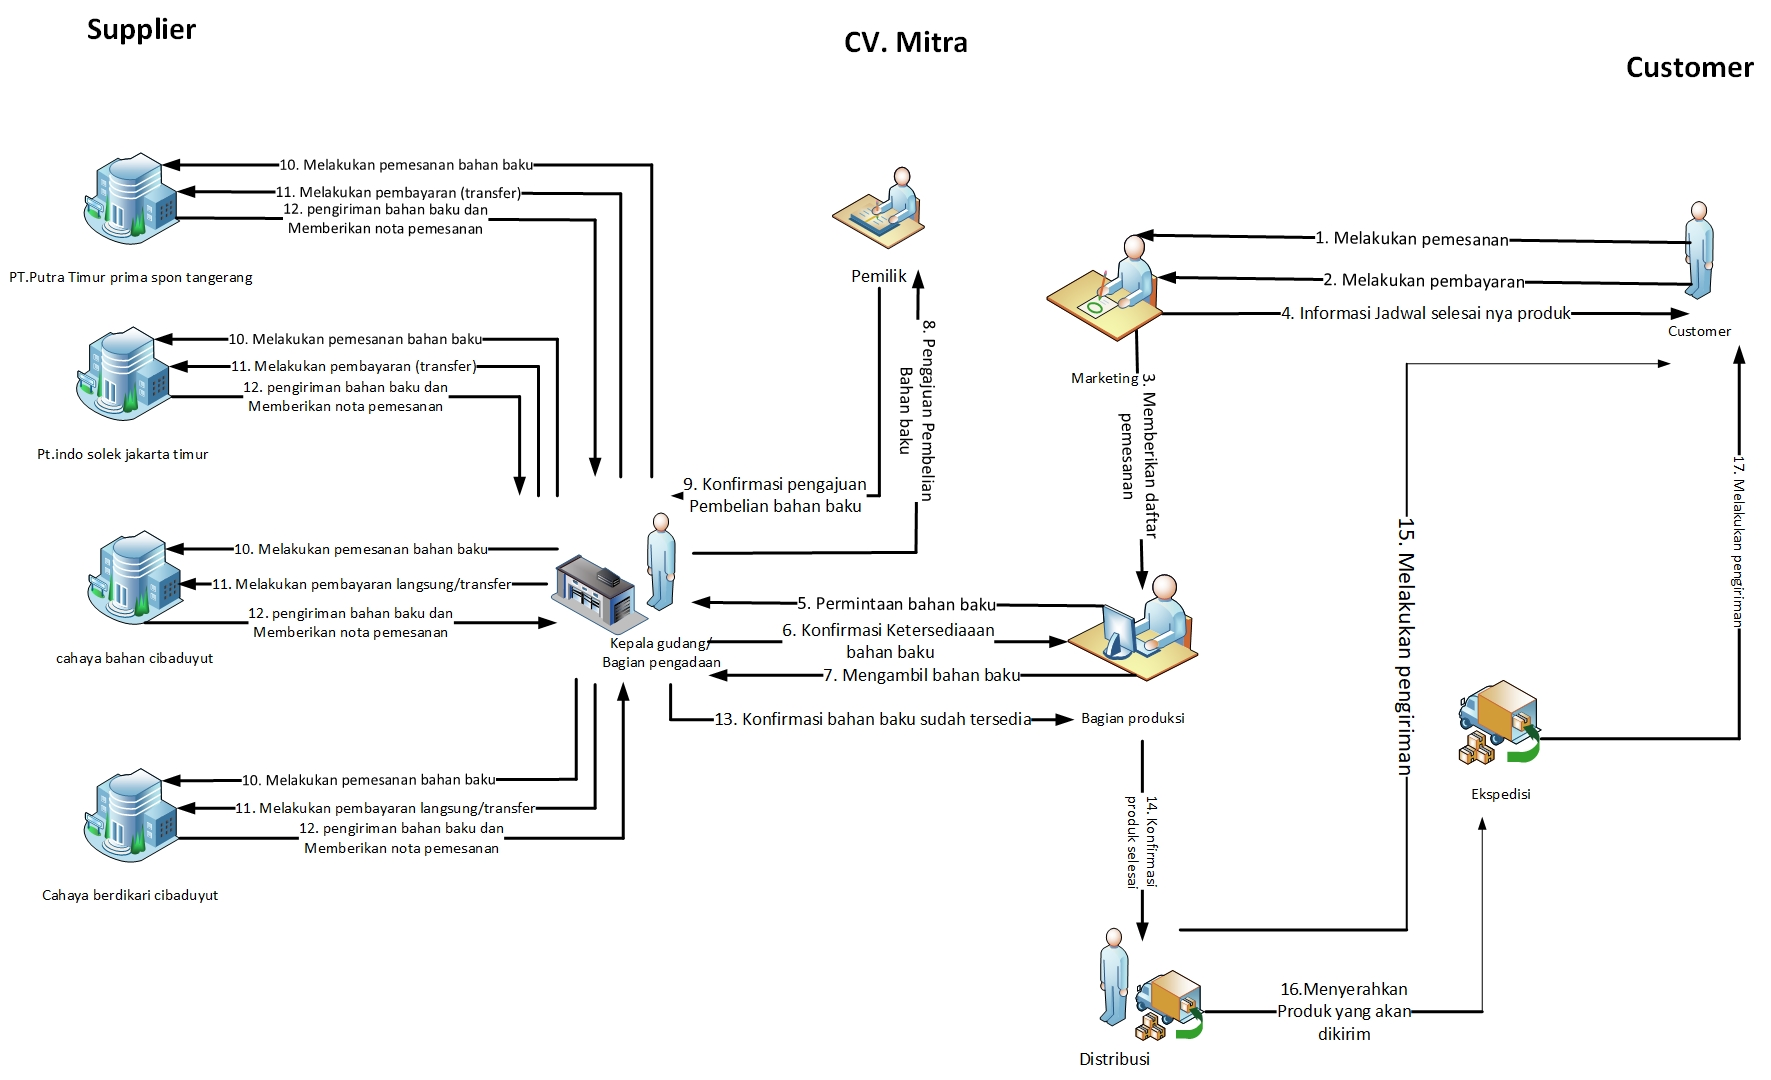 Supplier
CV. Mitra
Customer
10. Melakukan pemesanan bahan baku
11. Melakukan pembayaran (transfer)
12. pengiriman bahan baku dan
Memberikan nota pemesanan
PT.Putra Timur prima spon tangerang
10. Melakukan pemesanan bahan baku
11. Melakukan pembayaran (transfer)
12. pengiriman bahan baku dan
Memberikan nota pemesanan
Pt.indo solek jakarta timur
10. Melakukan pemesanan bahan baku
11. Melakukan pembayaran langsung/transfer
12. pengiriman bahan baku dan
Memberikan nota pemesanan
cahaya bahan cibaduyut
10. Melakukan pemesanan bahan baku
11. Melakukan pembayaran langsung/transfer
12. pengiriman bahan baku dan
Memberikan nota pemesanan
Cahaya berdikari cibaduyut
Pemilik
8. Pengajuan Pembelian
Bahan baku
9. Konfirmasi pengajuan
Pembelian bahan baku
Kepala gudang/
Bagian pengadaan
5. Permintaan bahan baku
6. Konfirmasi Ketersediaaan
bahan baku
7. Mengambil bahan baku
13. Konfirmasi bahan baku sudah tersedia
Bagian produksi
1. Melakukan pemesanan
2. Melakukan pembayaran
4. Informasi Jadwal selesai nya produk
Customer
Marketing
3. Memberikan daftar
pemesanan
14. Konfirmasi
produk selesai
15. Melakukan pengiriman
17. Melakukan pengiriman
Ekspedisi
16.Menyerahkan
Produk yang akan
dikirim
Distribusi